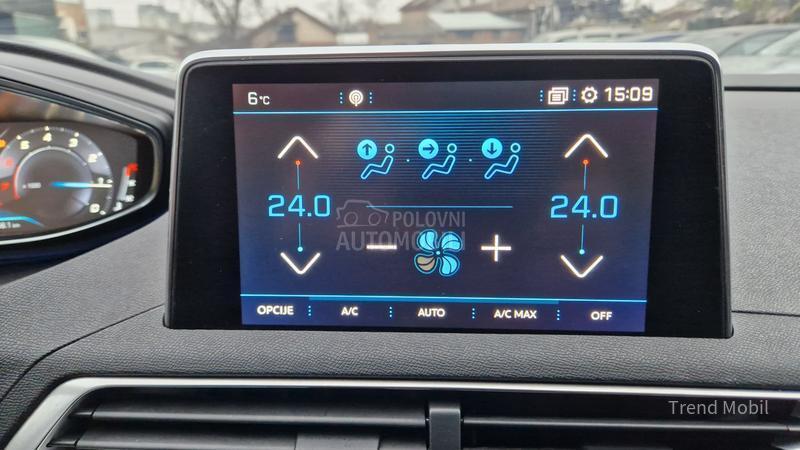 6°C
15:09
24.0
24.0
POLOVNI
AUTOMOBILI
− +
OPCIJE A/C AUTO A/C MAX OFF
Trend Mobil